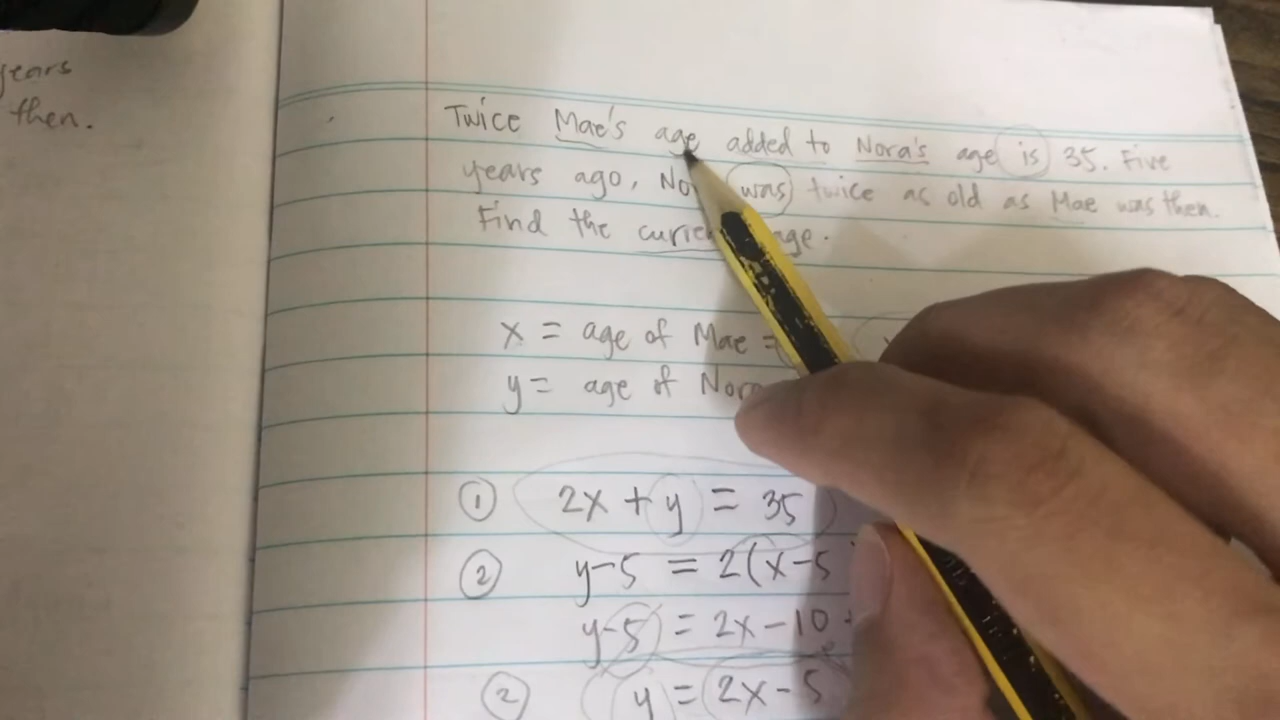 years
then.
Twice Mae's age added to Nora's age is 35. Five
years ago, was twice as old as Mae was then.
Find the age.
x = age of Mae =
y = age of
① 2x + y = 35
② y-5 = 2(x-5
y-5 = 2x-10 +
② y = 2x-5